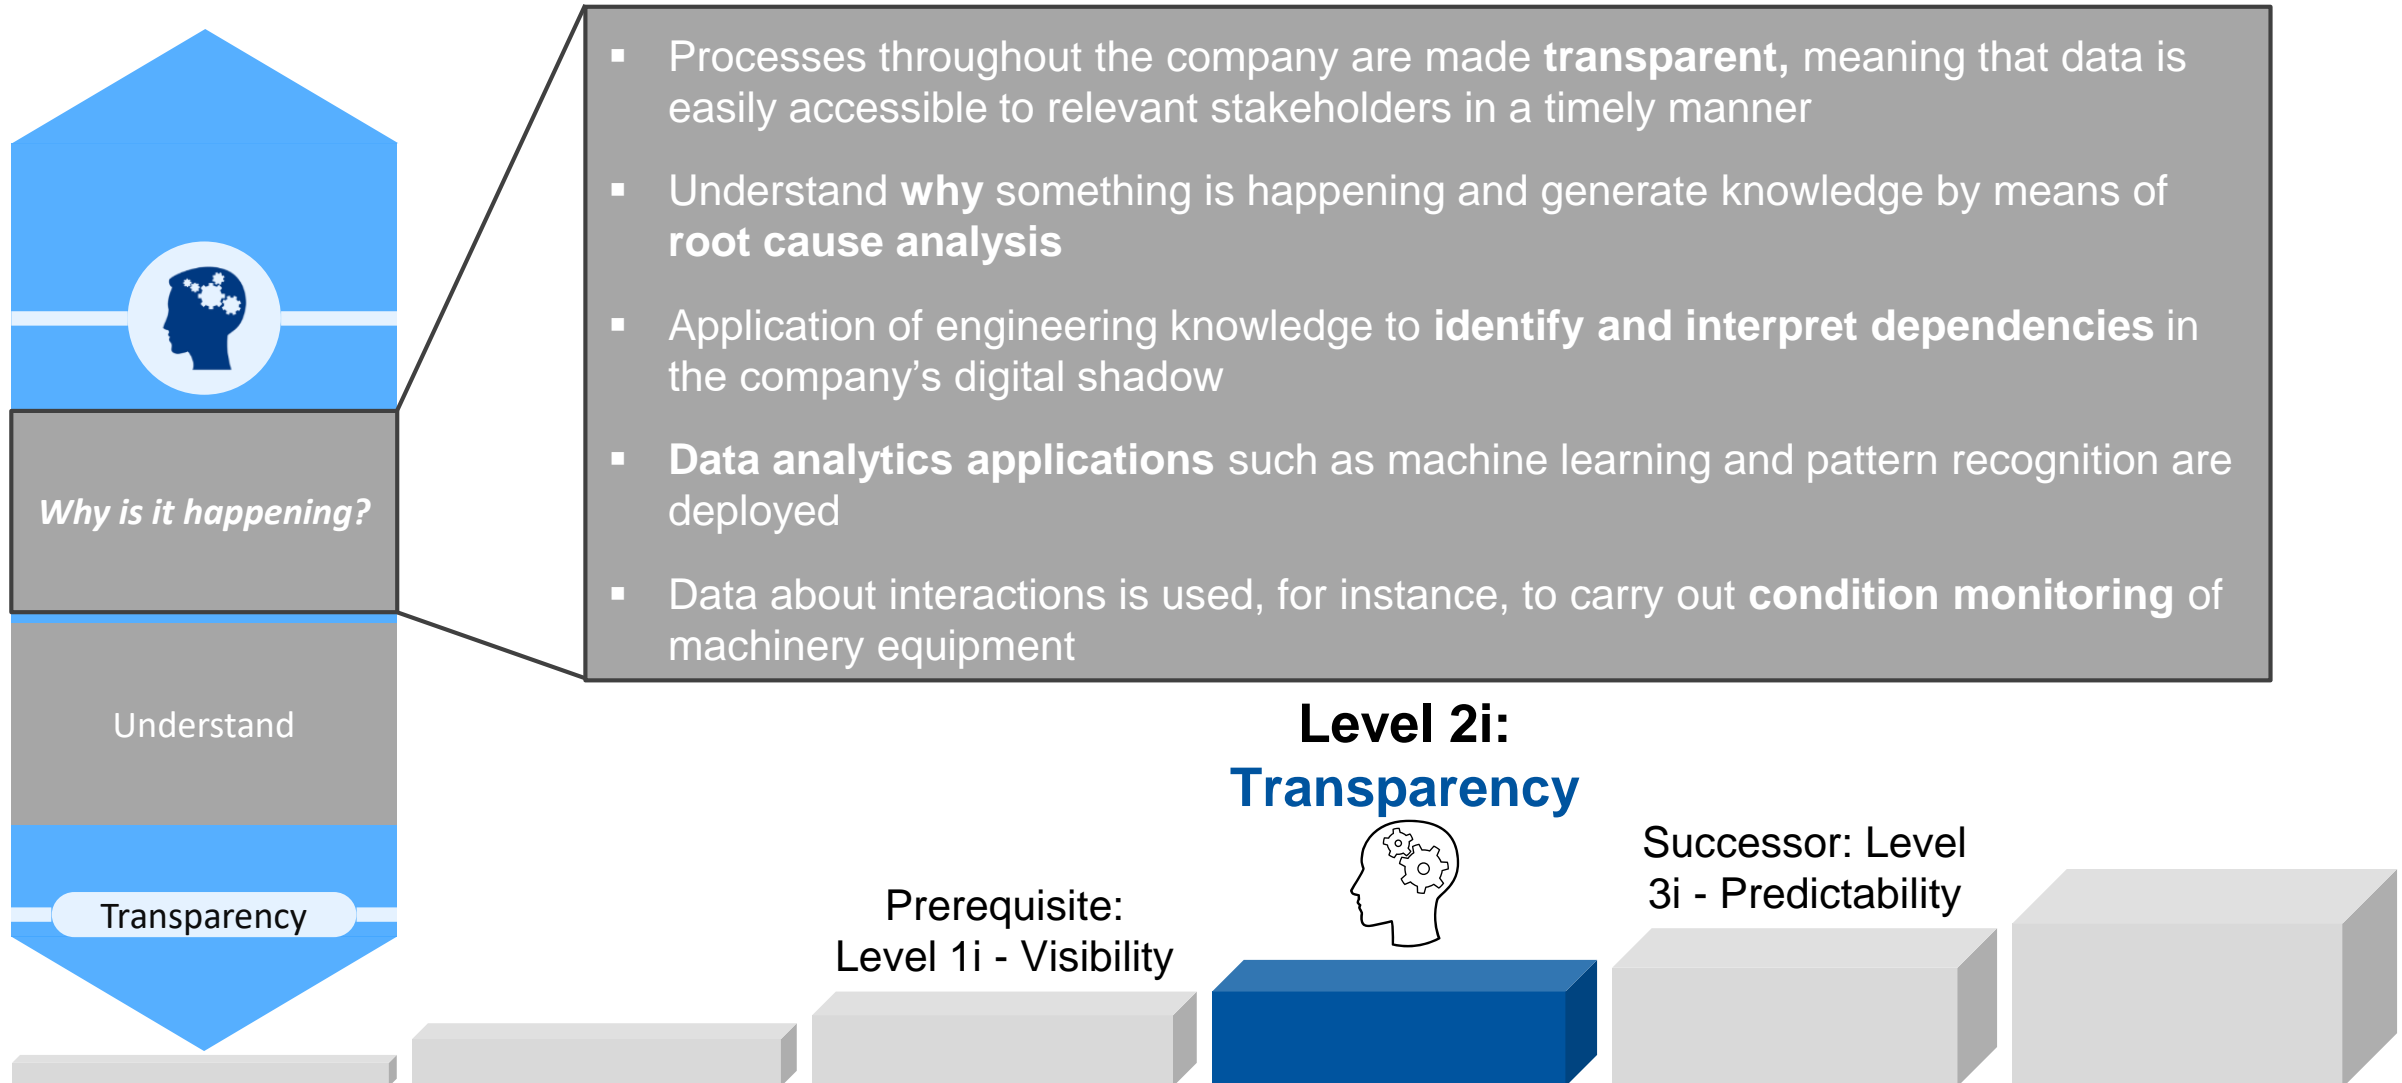 ▪ Processes throughout the company are made transparent, meaning that data is
easily accessible to relevant stakeholders in a timely manner
▪ Understand why something is happening and generate knowledge by means of
root cause analysis
▪ Application of engineering knowledge to identify and interpret dependencies in
the company’s digital shadow
▪ Data analytics applications such as machine learning and pattern recognition are
deployed
▪ Data about interactions is used, for instance, to carry out condition monitoring of
machinery equipment
Why is it happening?
Understand
Transparency
Prerequisite:
Level 1i - Visibility
Level 2i:
Transparency
Successor: Level
3i - Predictability